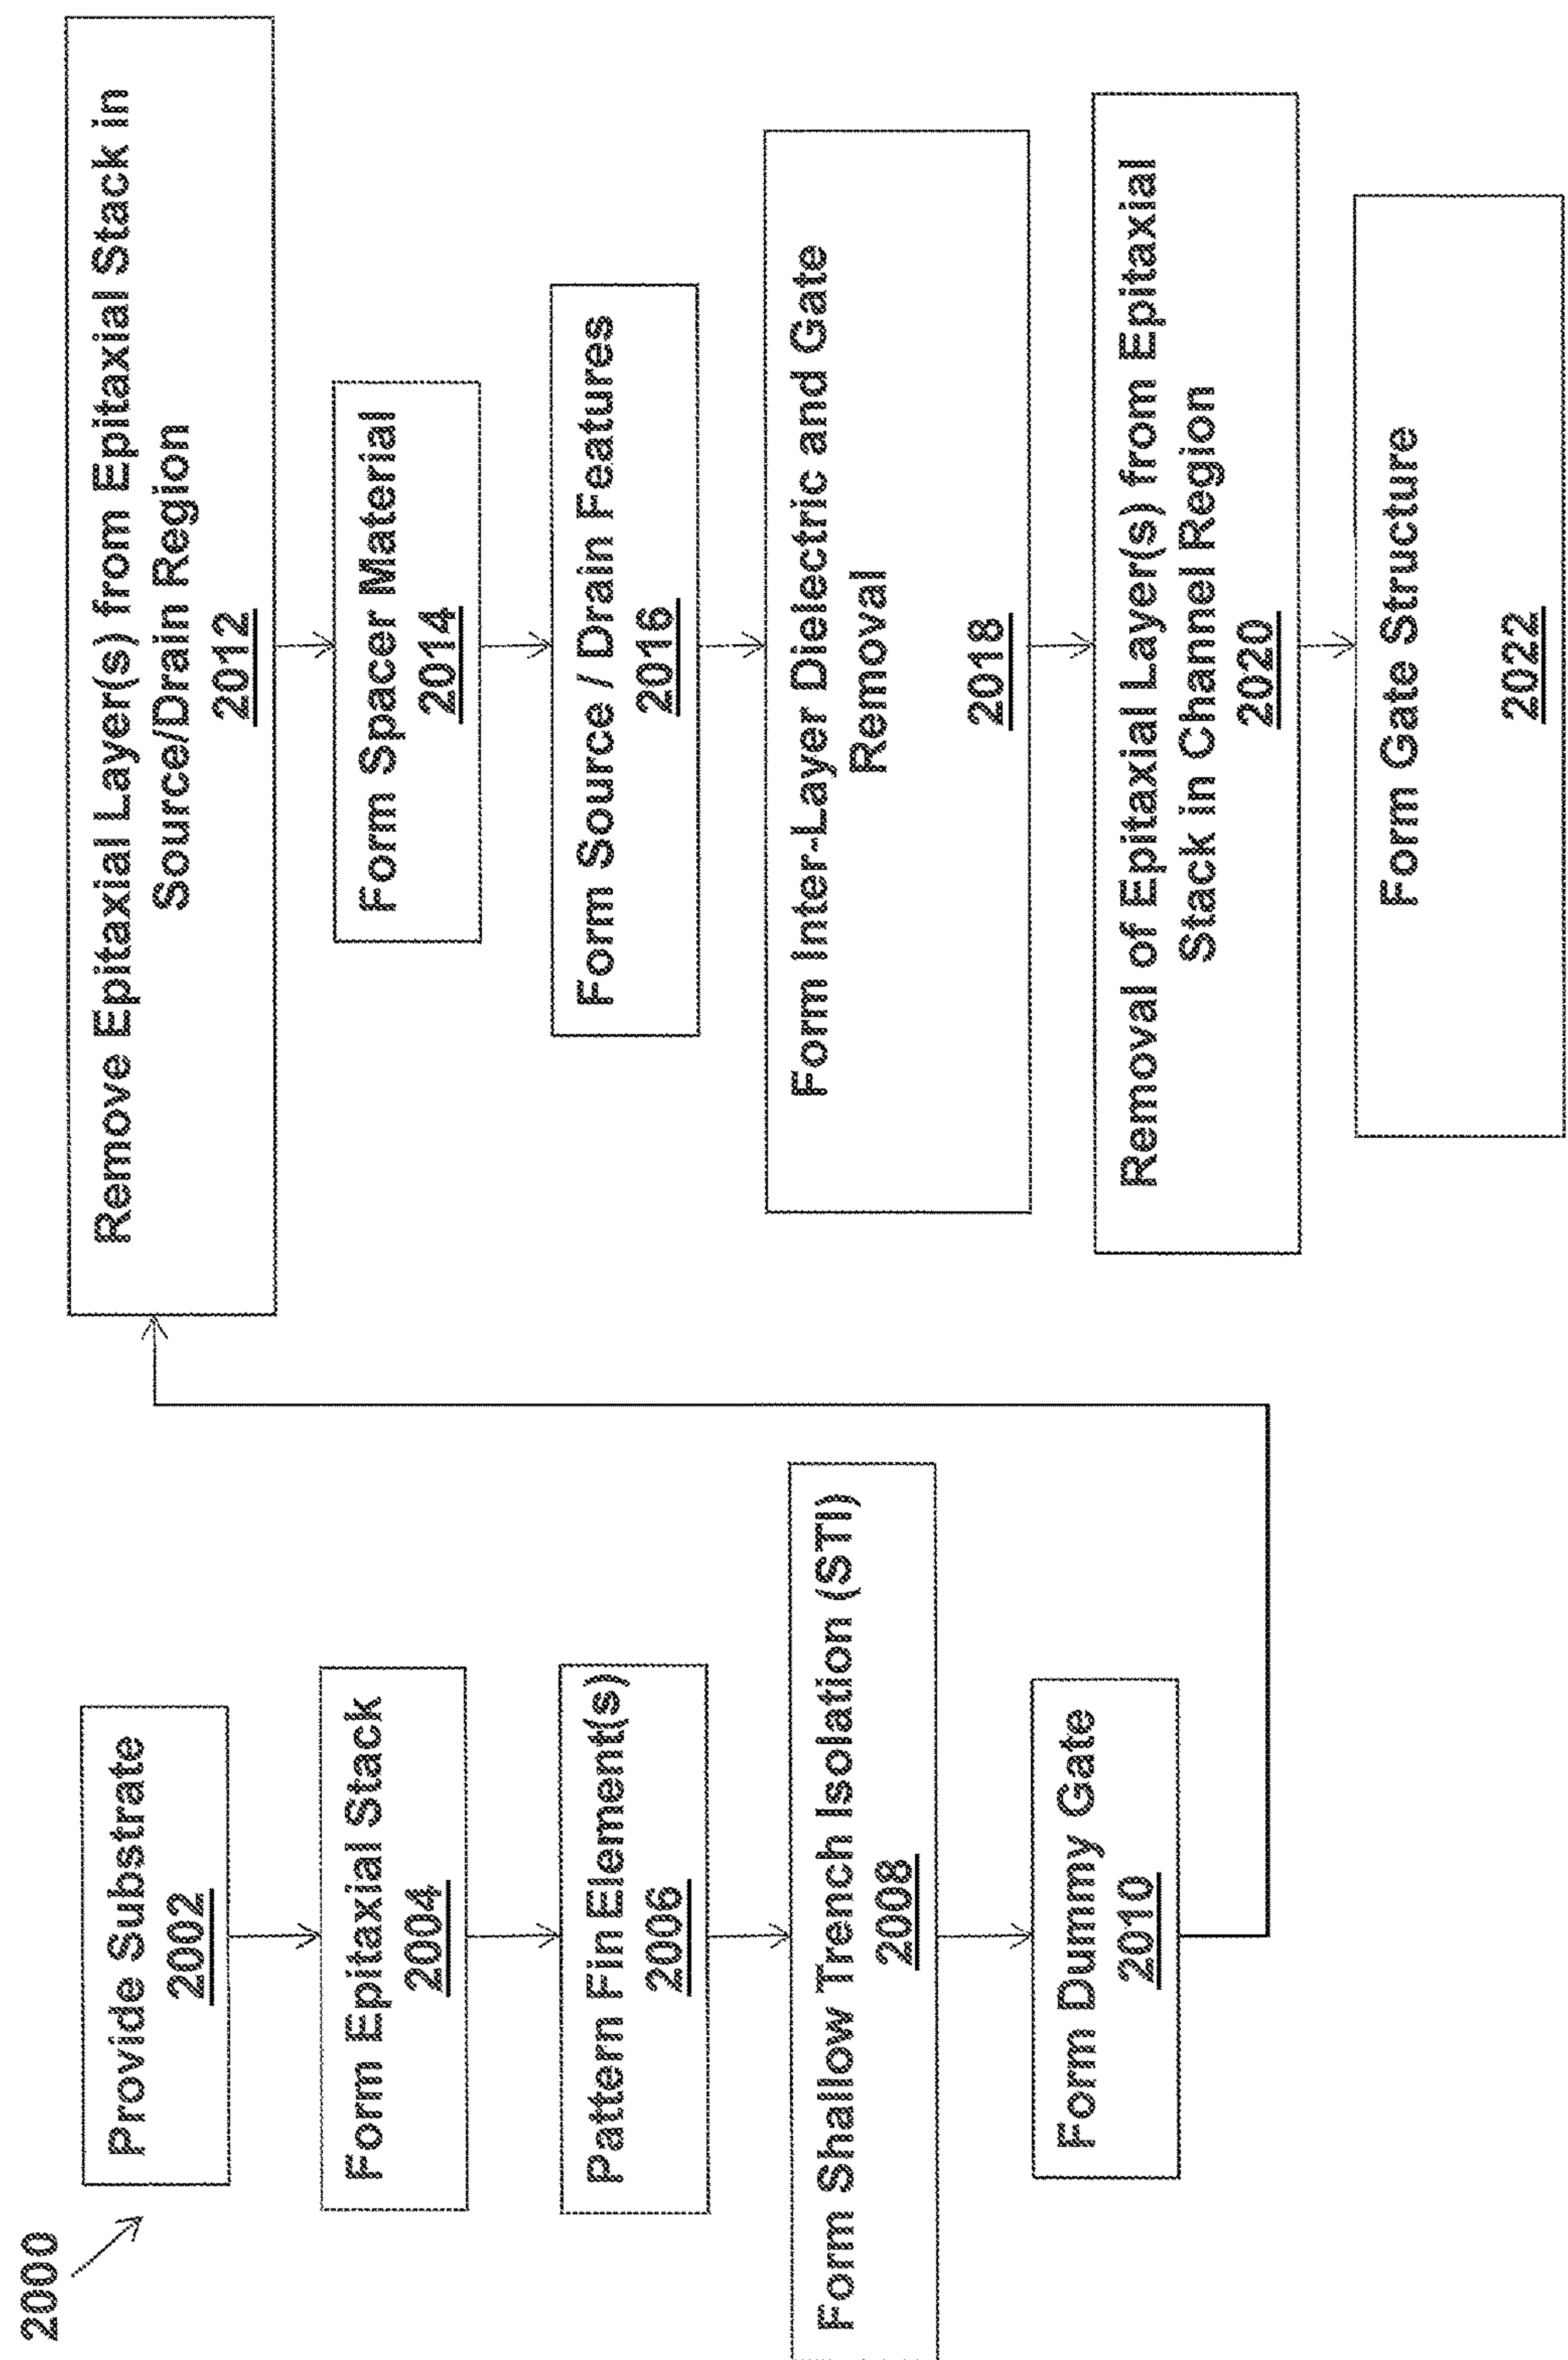 2000
Provide Substrate
2002
Form Epitaxial Stack
2004
Pattern Fin Element(s)
2006
Form Shallow Trench Isolation (STI)
2008
Form Dummy Gate
2010
Remove Epitaxial Layer(s) from Epitaxial Stack in
Source/Drain Region
2012
Form Spacer Material
2014
Form Source / Drain Features
2016
Form Inter-Layer Dielectric and Gate
Removal
2018
Removal of Epitaxial Layer(s) from Epitaxial
Stack in Channel Region
2020
Form Gate Structure
2022